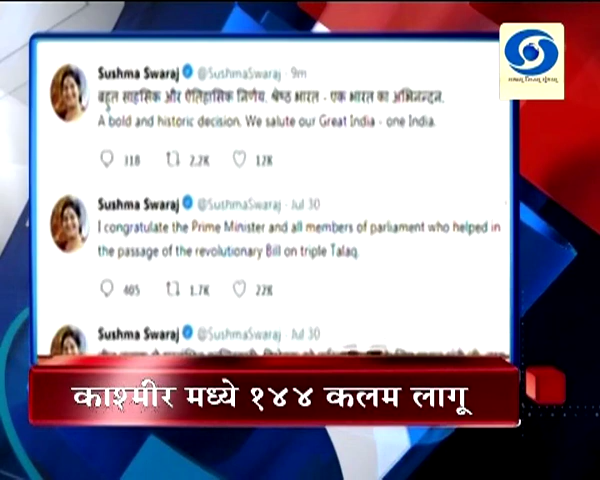 Sushma Swaraj @SushmaSwaraj · 9m
बहुत साहसिक और ऐतिहासिक निर्णय. श्रेष्ठ भारत - एक भारत का अभिनन्दन.
A bold and historic decision. We salute our Great India - one India.
118 2.2K 12K
Sushma Swaraj @SushmaSwaraj · Jul 30
I congratulate the Prime Minister and all members of parliament who helped in
the passage of the revolutionary Bill on triple Talaq.
405 1.7K 22K
Sushma Swaraj @SushmaSwaraj · Jul 30
काश्मीर मध्ये १४४ कलम लागू